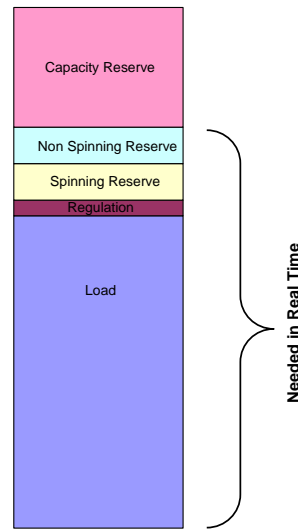 Capacity Reserve
Non Spinning Reserve
Spinning Reserve
Regulation
Load
Needed in Real Time